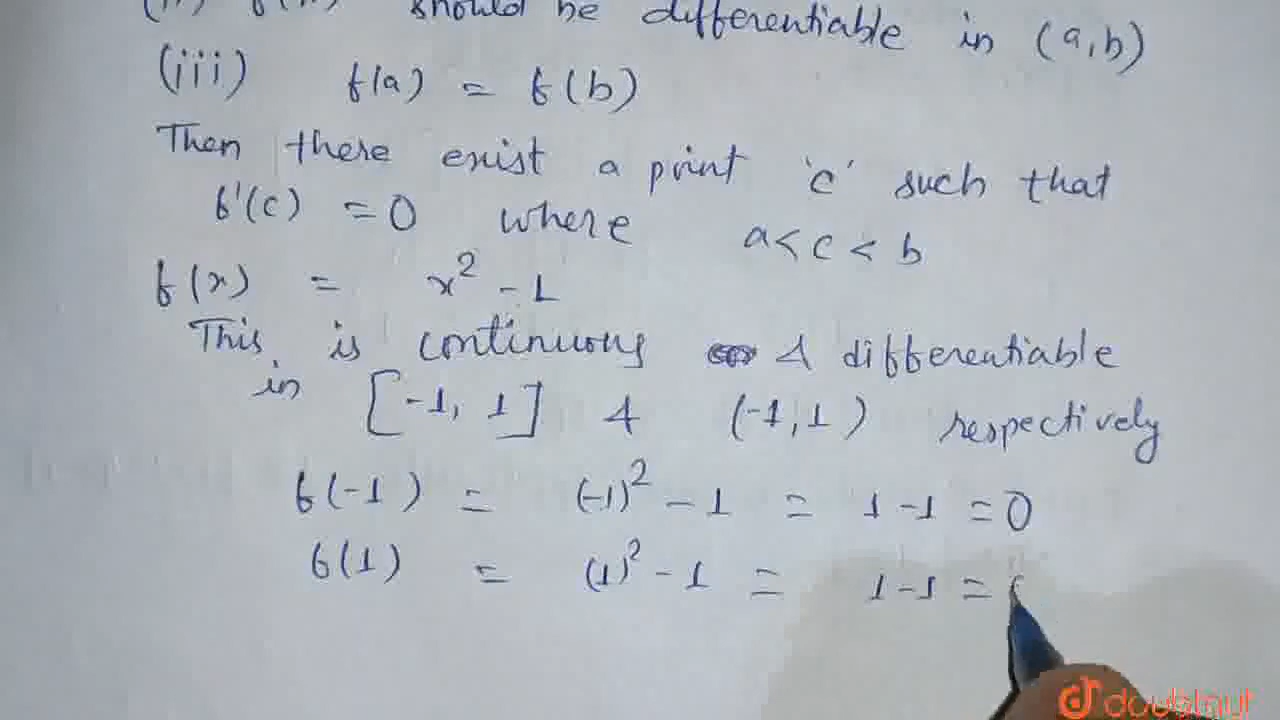 (ii) f(x) should be differentiable in (a,b)
(iii) f(a) = f(b)
Then there exist a point 'c' such that
f'(c) = 0 where a < c < b
f(x) = x² - 1
This is continuous & differentiable
in [-1, 1] & (-1, 1) respectively
f(-1) = (-1)² - 1 = 1 - 1 = 0
f(1) = (1)² - 1 = 1 - 1 =
doubtnut